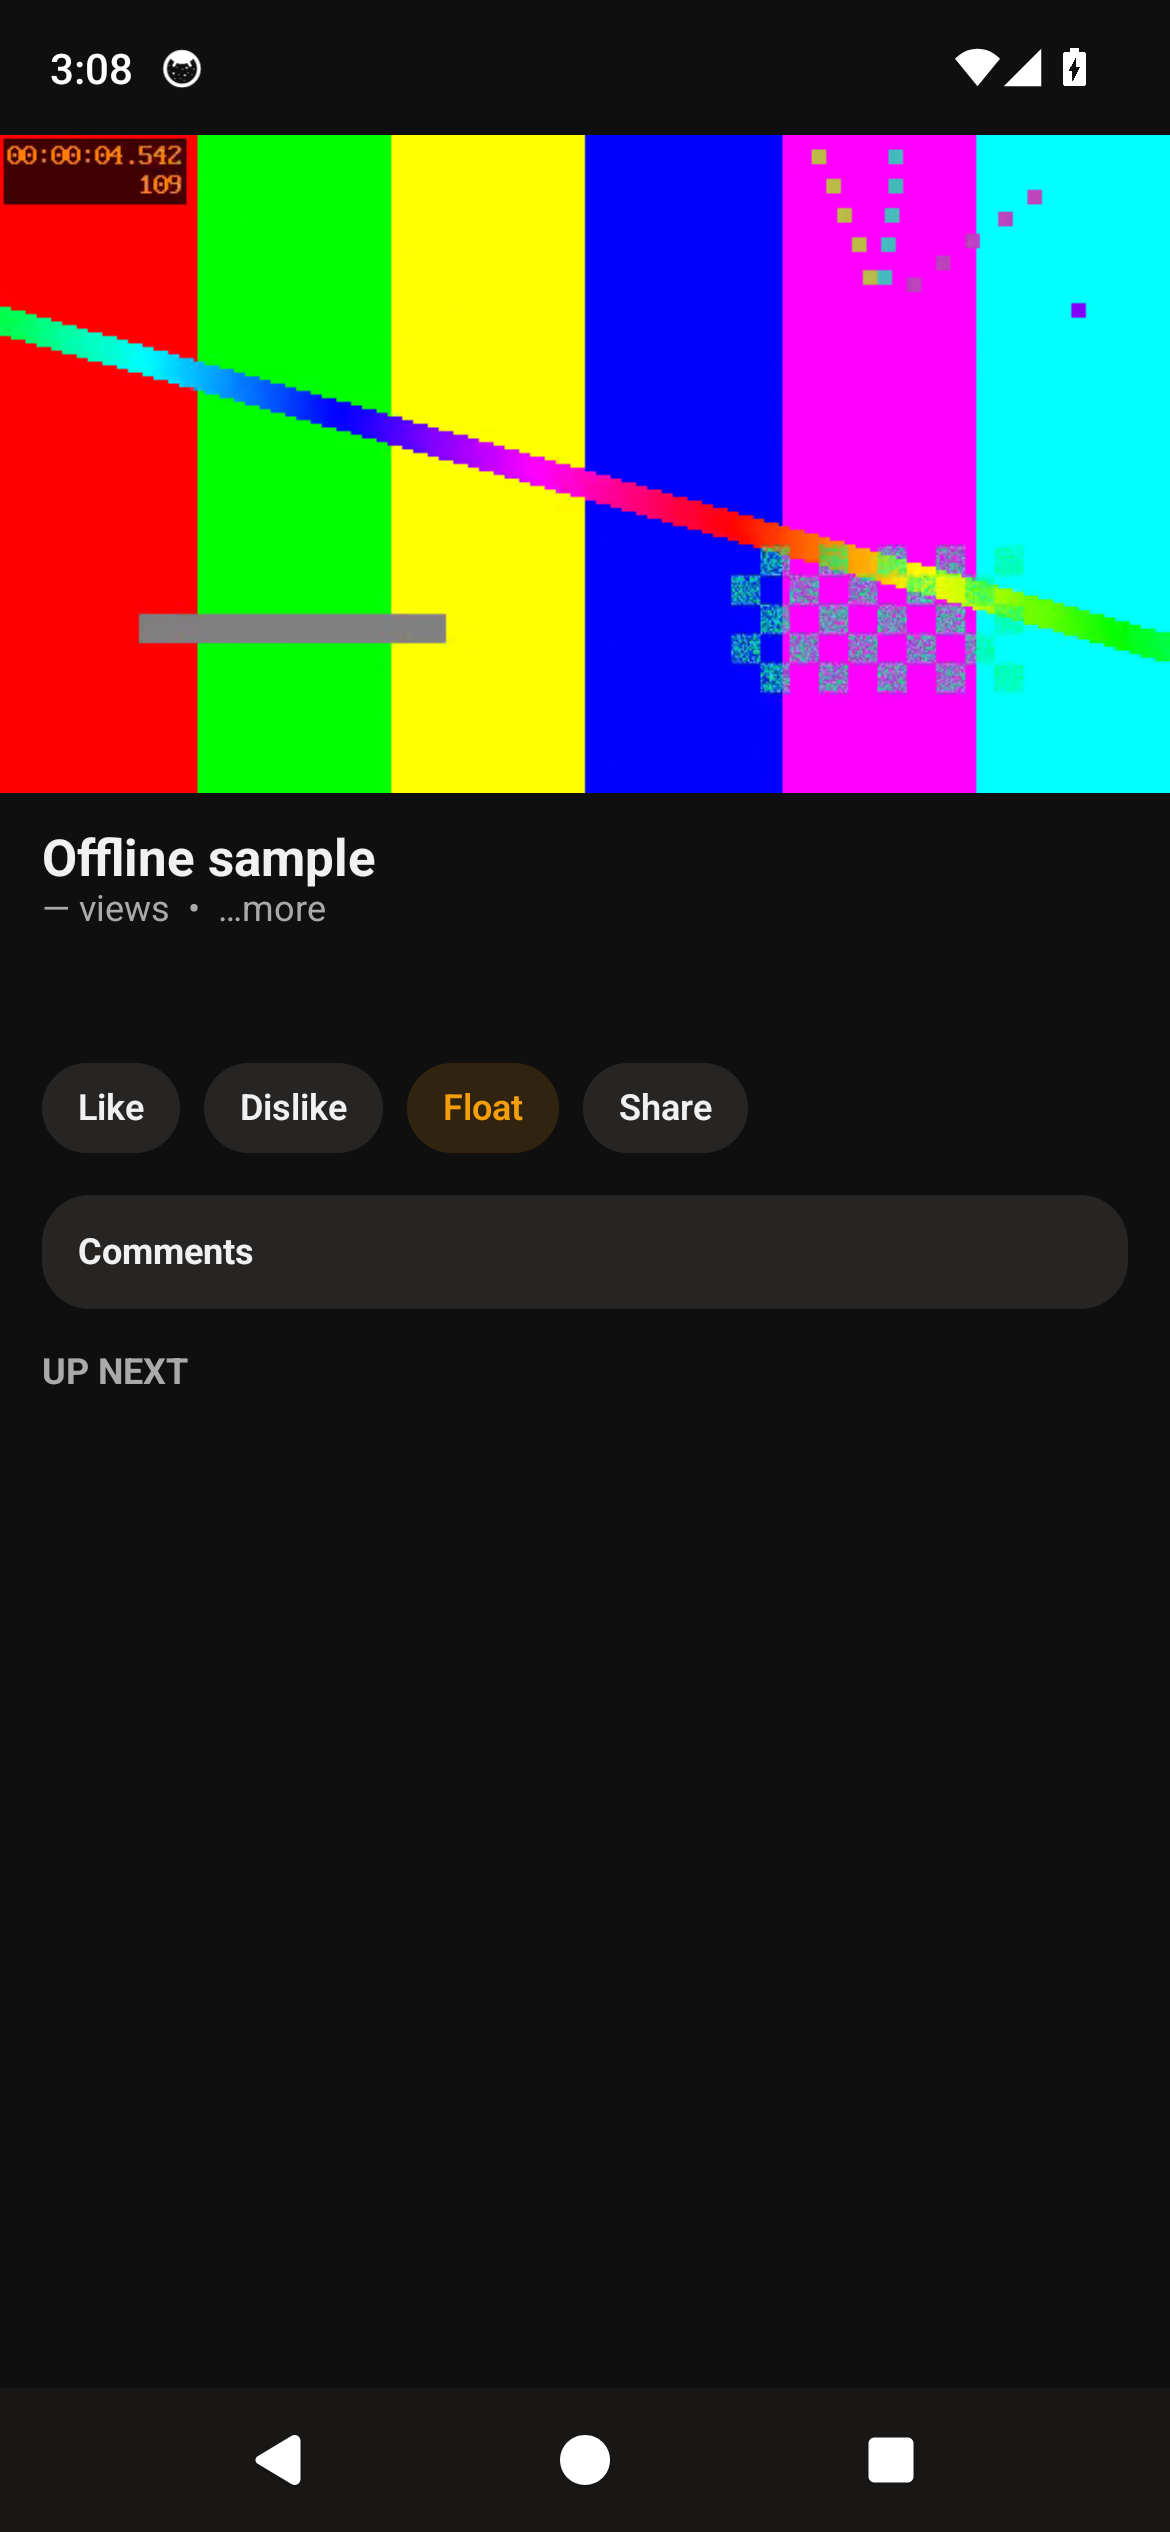 3:08
00:00:04.542
109
Offline sample
— views • …more
Like
Dislike
Float
Share
Comments
UP NEXT